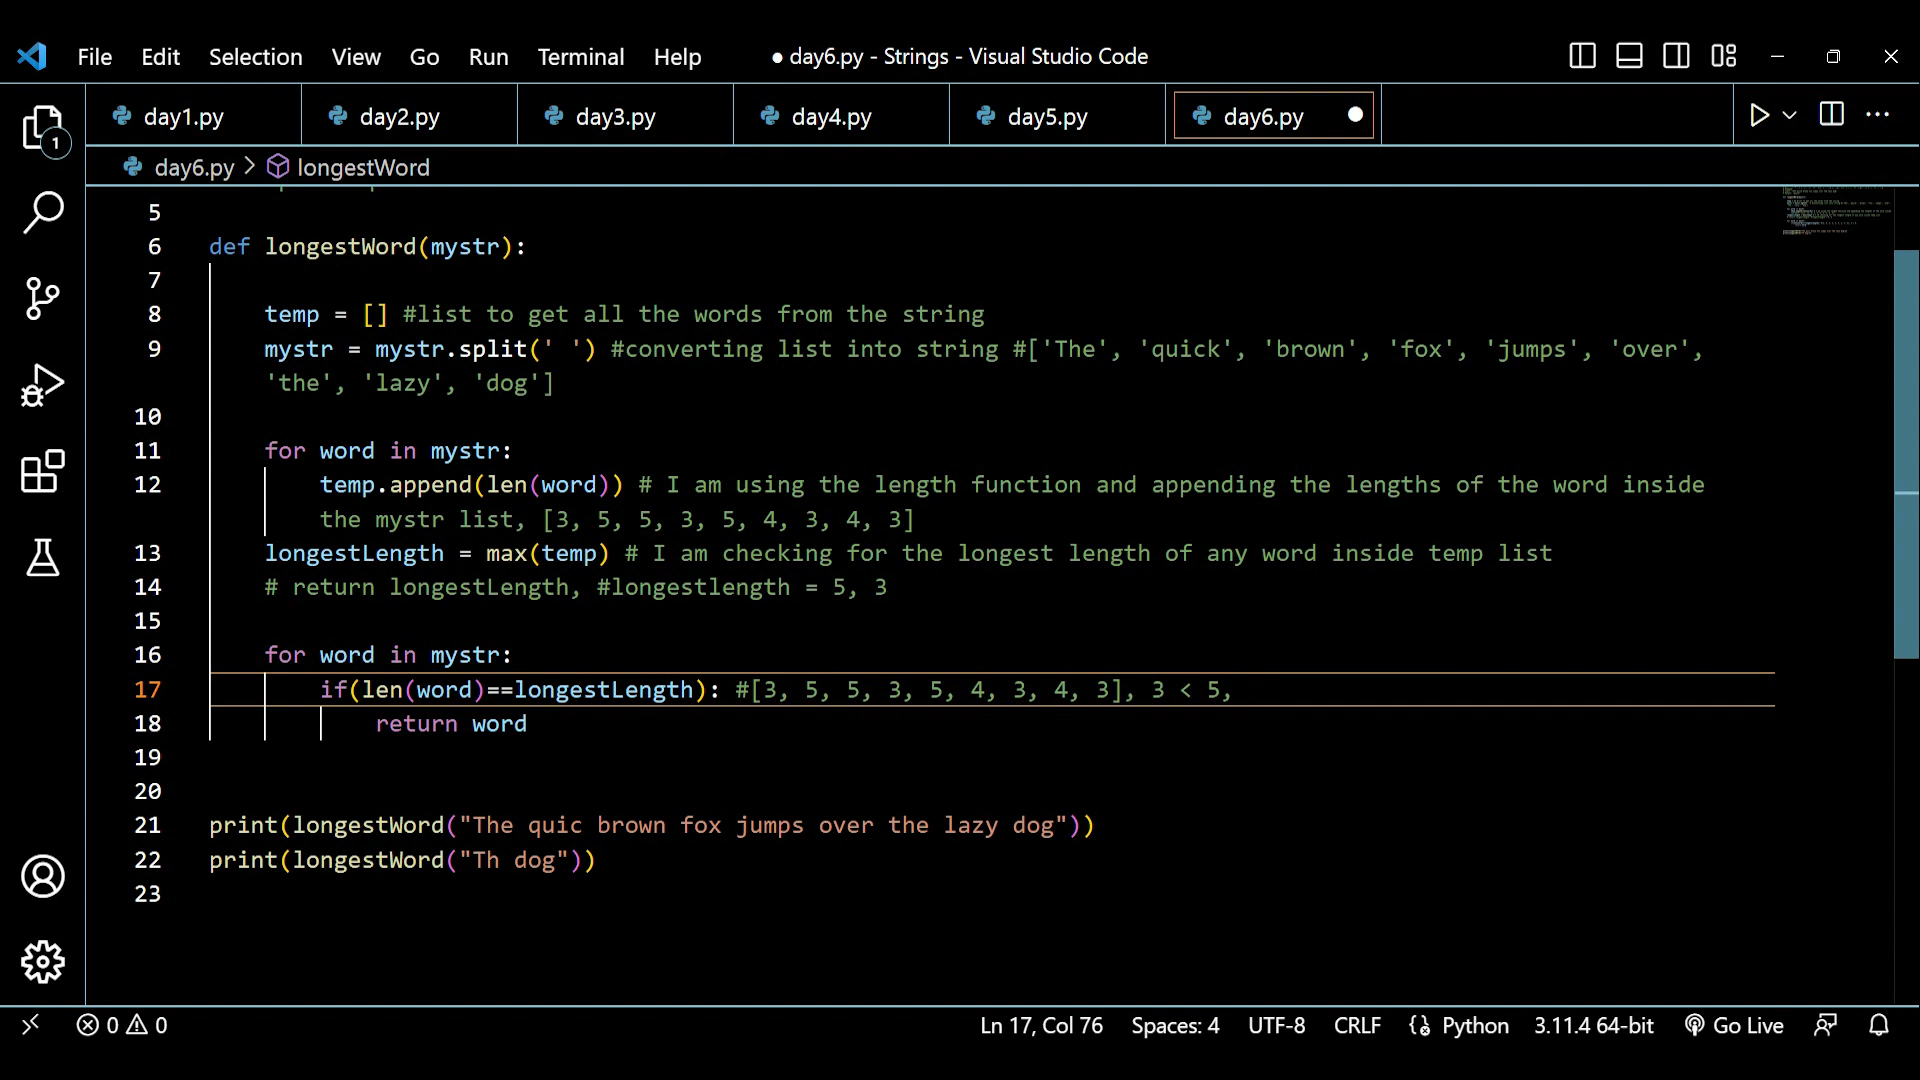 File Edit Selection View Go Run Terminal Help ● day6.py - Strings - Visual Studio Code
day1.py day2.py day3.py day4.py day5.py day6.py
1
day6.py > longestWord
5
6 def longestWord(mystr):
7
8 temp = [] #list to get all the words from the string
9 mystr = mystr.split(' ') #converting list into string #['The', 'quick', 'brown', 'fox', 'jumps', 'over',
'the', 'lazy', 'dog']
10
11 for word in mystr:
12 temp.append(len(word)) # I am using the length function and appending the lengths of the word inside
the mystr list, [3, 5, 5, 3, 5, 4, 3, 4, 3]
13 longestLength = max(temp) # I am checking for the longest length of any word inside temp list
14 # return longestLength, #longestlength = 5, 3
15
16 for word in mystr:
17 if(len(word)==longestLength): #[3, 5, 5, 3, 5, 4, 3, 4, 3], 3 < 5,
18 return word
19
20
21 print(longestWord("The quic brown fox jumps over the lazy dog"))
22 print(longestWord("Th dog"))
23
0 0 Ln 17, Col 76 Spaces: 4 UTF-8 CRLF Python 3.11.4 64-bit Go Live